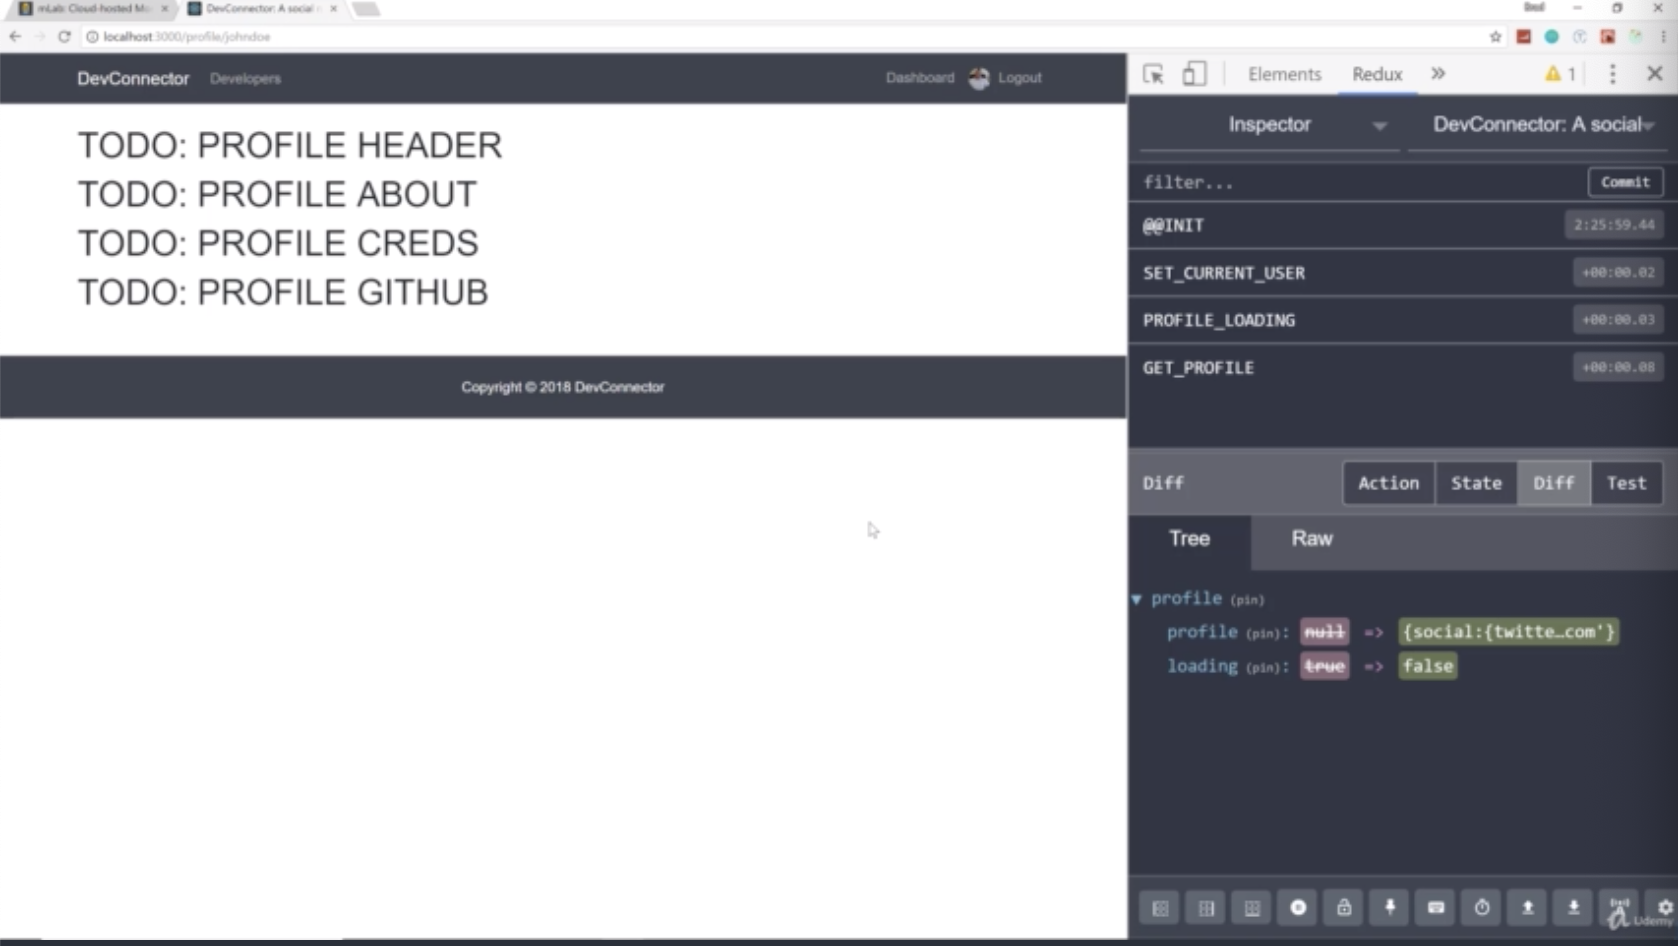 mLab: Cloud-hosted Mo
DevConnector: A social n
localhost:3000/profile/johndoe
DevConnector
Developers
Dashboard
Logout
TODO: PROFILE HEADER
TODO: PROFILE ABOUT
TODO: PROFILE CREDS
TODO: PROFILE GITHUB
Copyright © 2018 DevConnector
Elements
Redux
1
Inspector
DevConnector: A social
filter...
Commit
@@INIT
2:25:59.44
SET_CURRENT_USER
+00:00.02
PROFILE_LOADING
+00:00.03
GET_PROFILE
+00:00.08
Diff
Action
State
Diff
Test
Tree
Raw
profile (pin)
profile (pin): null => {social:{twitte…com'}
loading (pin): true => false
Udemy